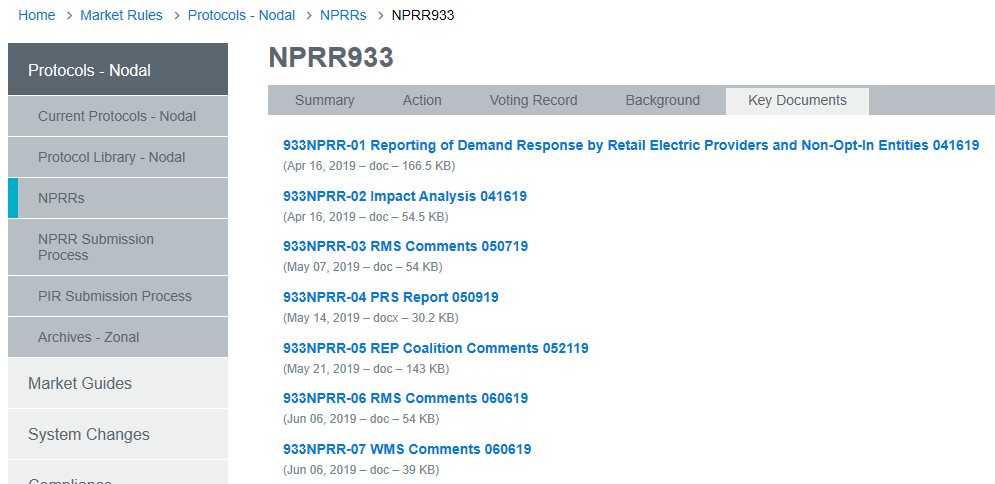 Home > Market Rules > Protocols - Nodal > NPRRs > NPRR933
Protocols - Nodal
Current Protocols - Nodal
Protocol Library - Nodal
NPRRs
NPRR Submission
Process
PIR Submission Process
Archives - Zonal
Market Guides
System Changes
Compliance
NPRR933
Summary Action Voting Record Background Key Documents
933NPRR-01 Reporting of Demand Response by Retail Electric Providers and Non-Opt-In Entities 041619
(Apr 16, 2019 – doc – 166.5 KB)
933NPRR-02 Impact Analysis 041619
(Apr 16, 2019 – doc – 54.5 KB)
933NPRR-03 RMS Comments 050719
(May 07, 2019 – doc – 54 KB)
933NPRR-04 PRS Report 050919
(May 14, 2019 – docx – 30.2 KB)
933NPRR-05 REP Coalition Comments 052119
(May 21, 2019 – doc – 143 KB)
933NPRR-06 RMS Comments 060619
(Jun 06, 2019 – doc – 54 KB)
933NPRR-07 WMS Comments 060619
(Jun 06, 2019 – doc – 39 KB)